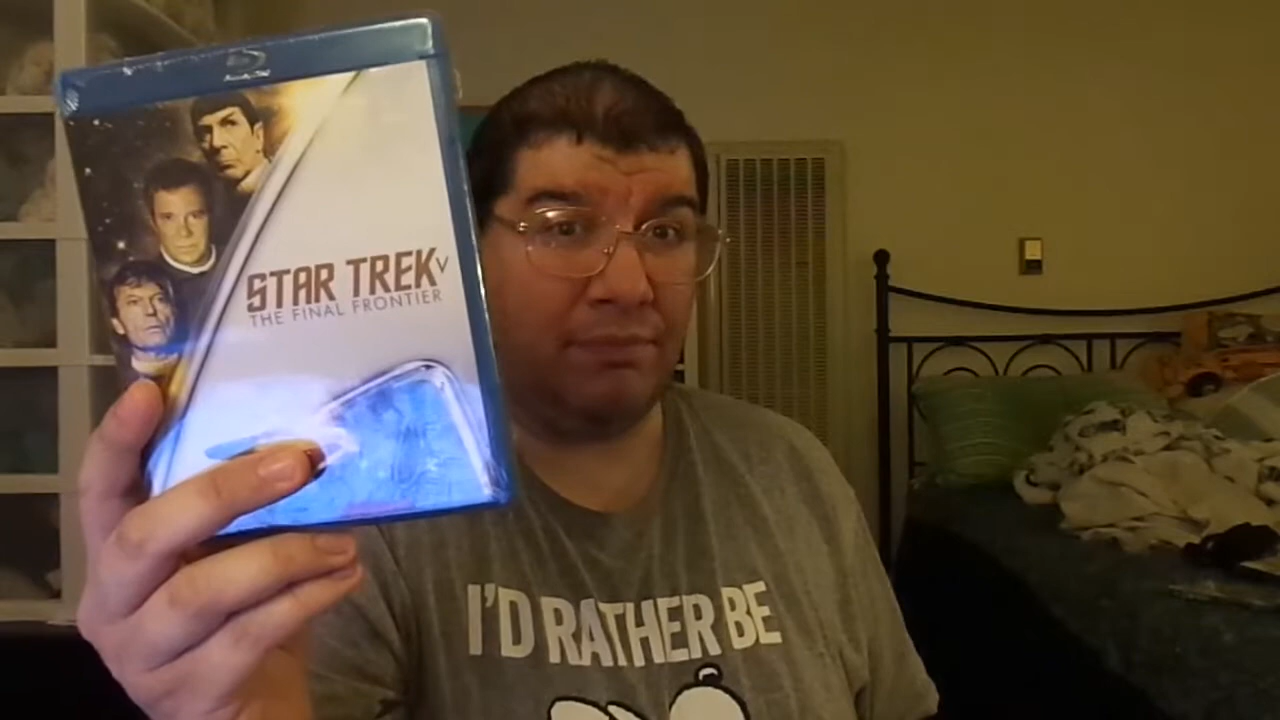 STAR TREK V
THE FINAL FRONTIER
I'D RATHER BE